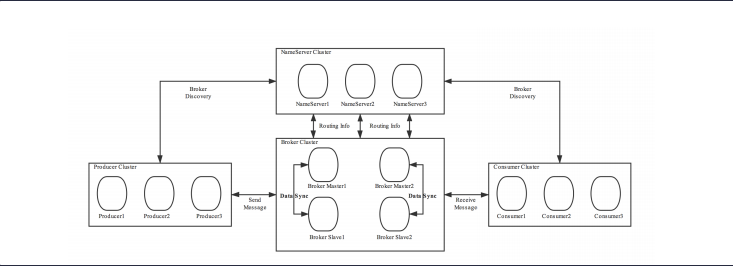 NameServer Cluster
NameServer1
NameServer2
NameServer3
Broker
Discovery
Broker
Discovery
Routing Info
Routing Info
Producer Cluster
Producer1
Producer2
Producer3
Send
Message
Broker Cluster
Broker Master1
Broker Master2
Data Sync
Data Sync
Broker Slave1
Broker Slave2
Receive
Message
Consumer Cluster
Consumer1
Consumer2
Consumer3